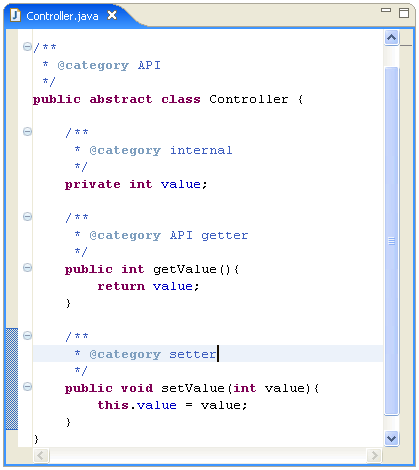 Controller.java
/**
 * @category API
 */
public abstract class Controller {
    /**
     * @category internal
     */
    private int value;
    /**
     * @category API getter
     */
    public int getValue(){
        return value;
    }
    /**
     * @category setter
     */
    public void setValue(int value){
        this.value = value;
    }
}